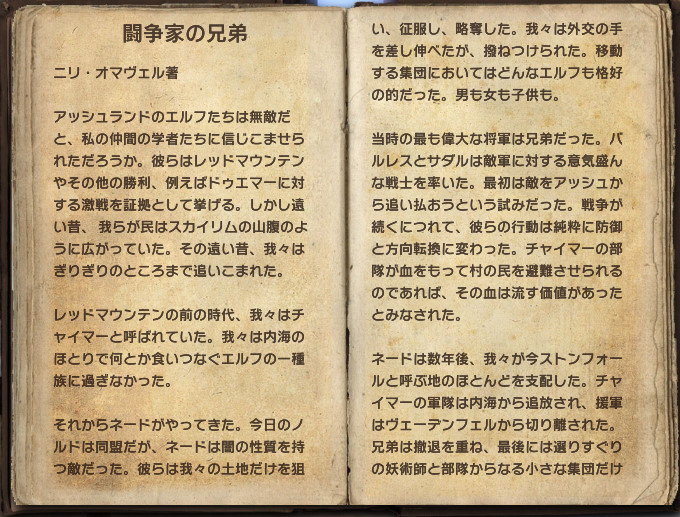 闘争家の兄弟
ニリ・オマヴェル著
アッシュランドのエルフたちは無敵だ
と、私の仲間の学者たちに信じこませら
れただろうか。彼らはレッドマウンテン
やその他の勝利、例えばドゥエマーに対
する激戦を証拠として挙げる。しかし遠
い昔、 我らが民はスカイリムの山腹のよ
うに広がっていた。その遠い昔、我々は
ぎりぎりのところまで追いこまれた。
レッドマウンテンの前の時代、我々はチ
ャイマーと呼ばれていた。我々は内海の
ほとりで何とか食いつなぐエルフの一種
族に過ぎなかった。
それからネードがやってきた。今日のノ
ルドは同盟だが、ネードは闇の性質を持
つ敵だった。彼らは我々の土地だけを狙
い、征服し、略奪した。我々は外交の手
を差し伸べたが、撥ねつけられた。移動
する集団においてはどんなエルフも格好
の的だった。男も女も子供も。
当時の最も偉大な将軍は兄弟だった。バ
ルレスとサダルは敵軍に対する意気盛ん
な戦士を率いた。最初は敵をアッシュか
ら追い払おうという試みだった。戦争が
続くにつれて、彼らの行動は純粋に防御
と方向転換に変わった。チャイマーの部
隊が血をもって村の民を避難させられる
のであれば、その血は流す価値があった
とみなされた。
ネードは数年後、我々が今ストンフォー
ルと呼ぶ地のほとんどを支配した。チャ
イマーの軍隊は内海から追放され、援軍
はヴェーデンフェルから切り離された。
兄弟は撤退を重ね、最後には選りすぐり
の妖術師と部隊からなる小さな集団だけ